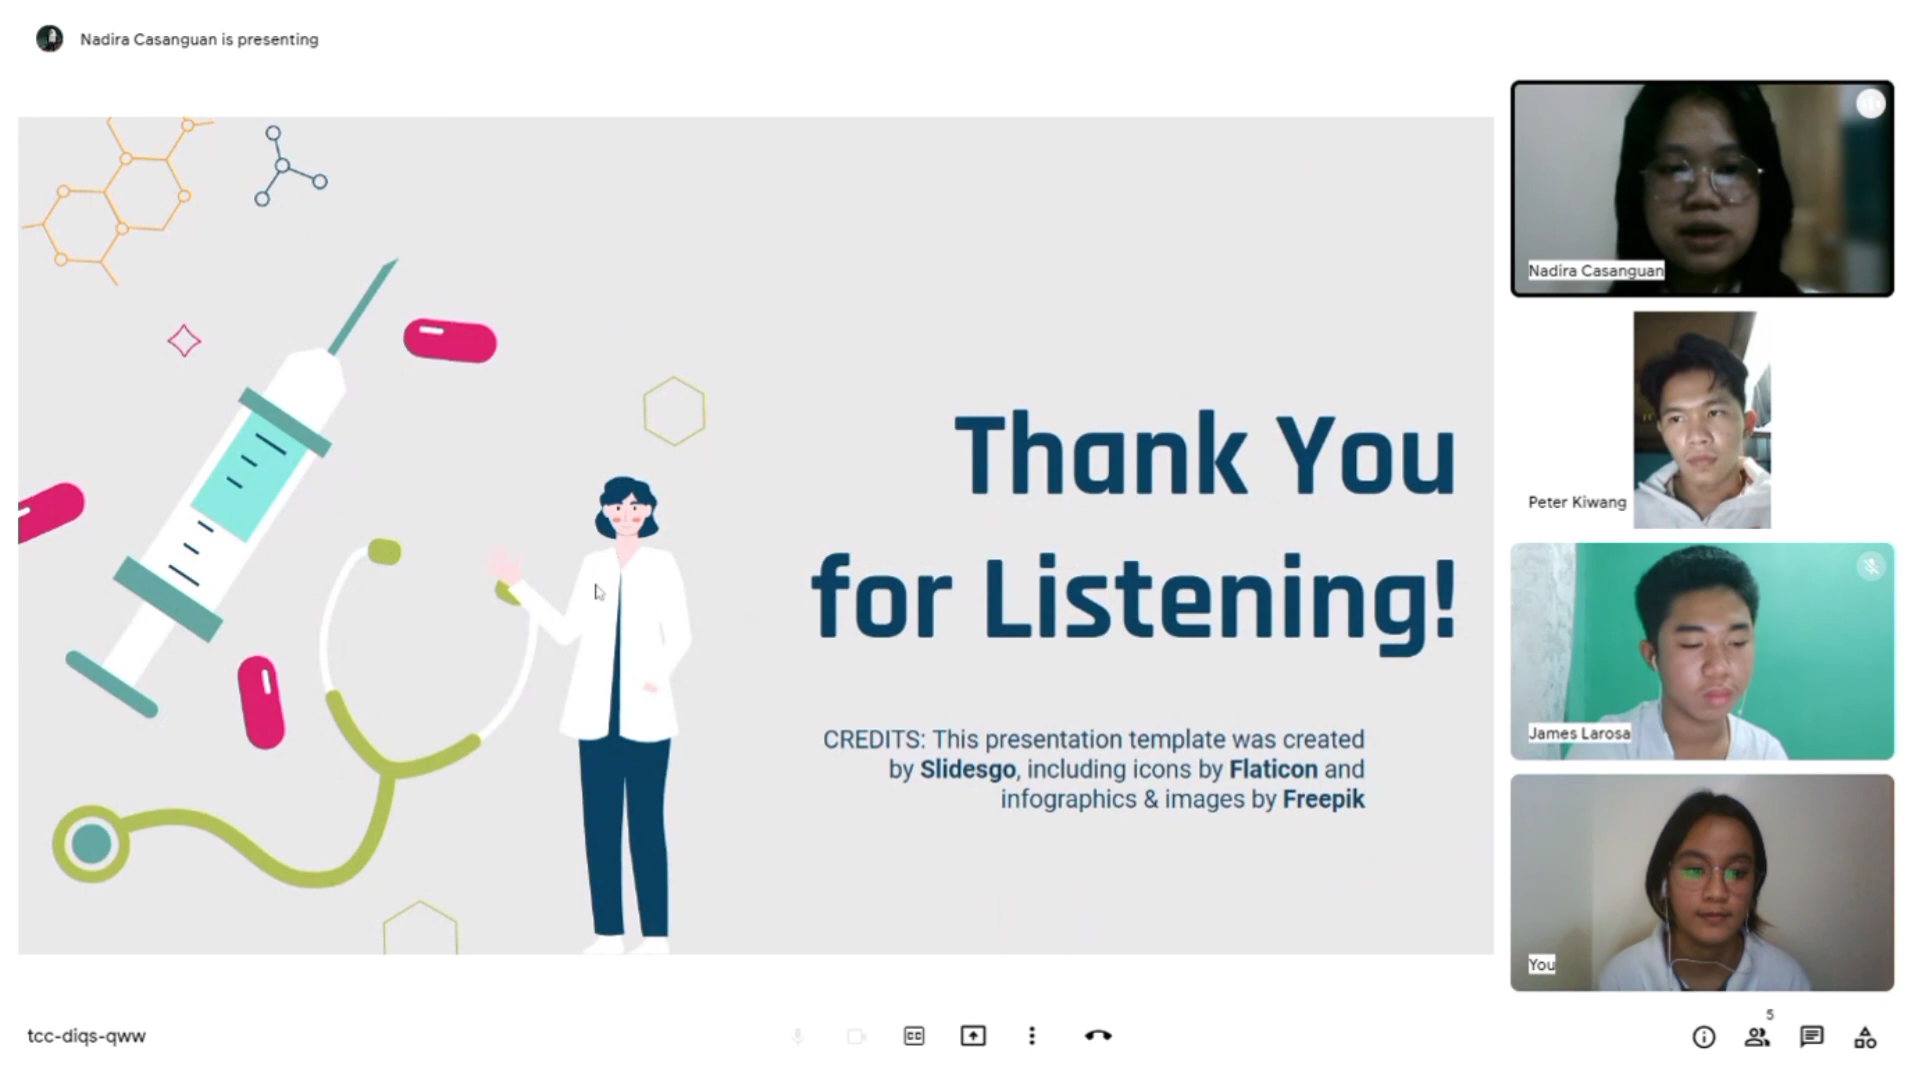 Nadira Casanguan is presenting
Thank You
for Listening!
CREDITS: This presentation template was created
by Slidesgo, including icons by Flaticon and
infographics & images by Freepik
Nadira Casanguan
Peter Kiwang
James Larosa
You
tcc-diqs-qww
CC
5